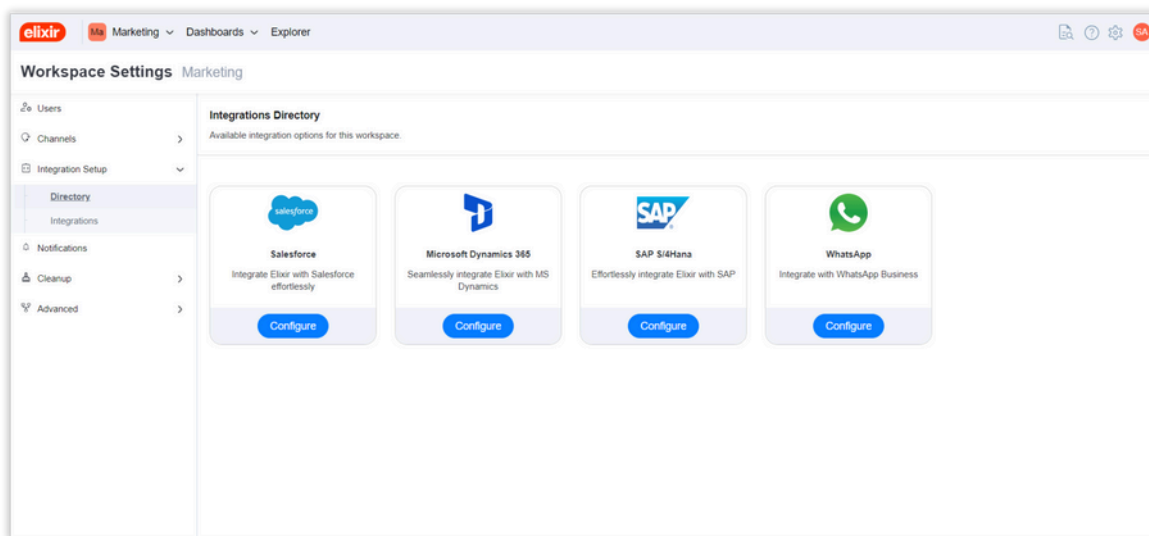 elixir Ma Marketing Dashboards Explorer SA
Workspace Settings Marketing
Users
Channels
Integration Setup
Directory
Integrations
Notifications
Cleanup
Advanced
Integrations Directory
Available integration options for this workspace.
salesforce
Salesforce
Integrate Elixir with Salesforce
effortlessly
Configure
Microsoft Dynamics 365
Seamlessly integrate Elixir with MS
Dynamics
Configure
SAP
SAP S/4Hana
Effortlessly integrate Elixir with SAP
Configure
WhatsApp
Integrate with WhatsApp Business
Configure